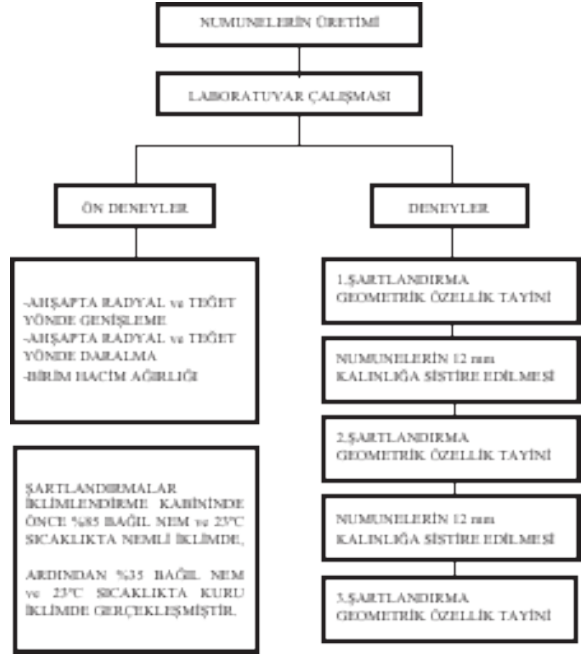 NUMUNELERİN ÜRETİMİ
LABORATUVAR ÇALIŞMASI
ÖN DENEYLER
-AHŞAPTA RADYAL ve TEĞET
YÖNDE GENİŞLEME
-AHŞAPTA RADYAL ve TEĞET
YÖNDE DARALMA
-BİRİM HACİM AĞIRLIĞI
ŞARTLANDIRMALAR
İKLİMLENDİRME KABİNİNDE
ÖNCE %85 BAĞIL NEM ve 23°C
SICAKLIKTA NEMLİ İKLİMDE,
ARDINDAN %35 BAĞIL NEM
ve 23°C SICAKLIKTA KURU
İKLİMDE GERÇEKLEŞMİŞTİR.
DENEYLER
1.ŞARTLANDIRMA
GEOMETRİK ÖZELLİK TAYİNİ
NUMUNELERİN 12 mm
KALINLIĞA SİSTİRE EDİLMESİ
2.ŞARTLANDIRMA
GEOMETRİK ÖZELLİK TAYİNİ
NUMUNELERİN 12 mm
KALINLIĞA SİSTİRE EDİLMESİ
3.ŞARTLANDIRMA
GEOMETRİK ÖZELLİK TAYİNİ